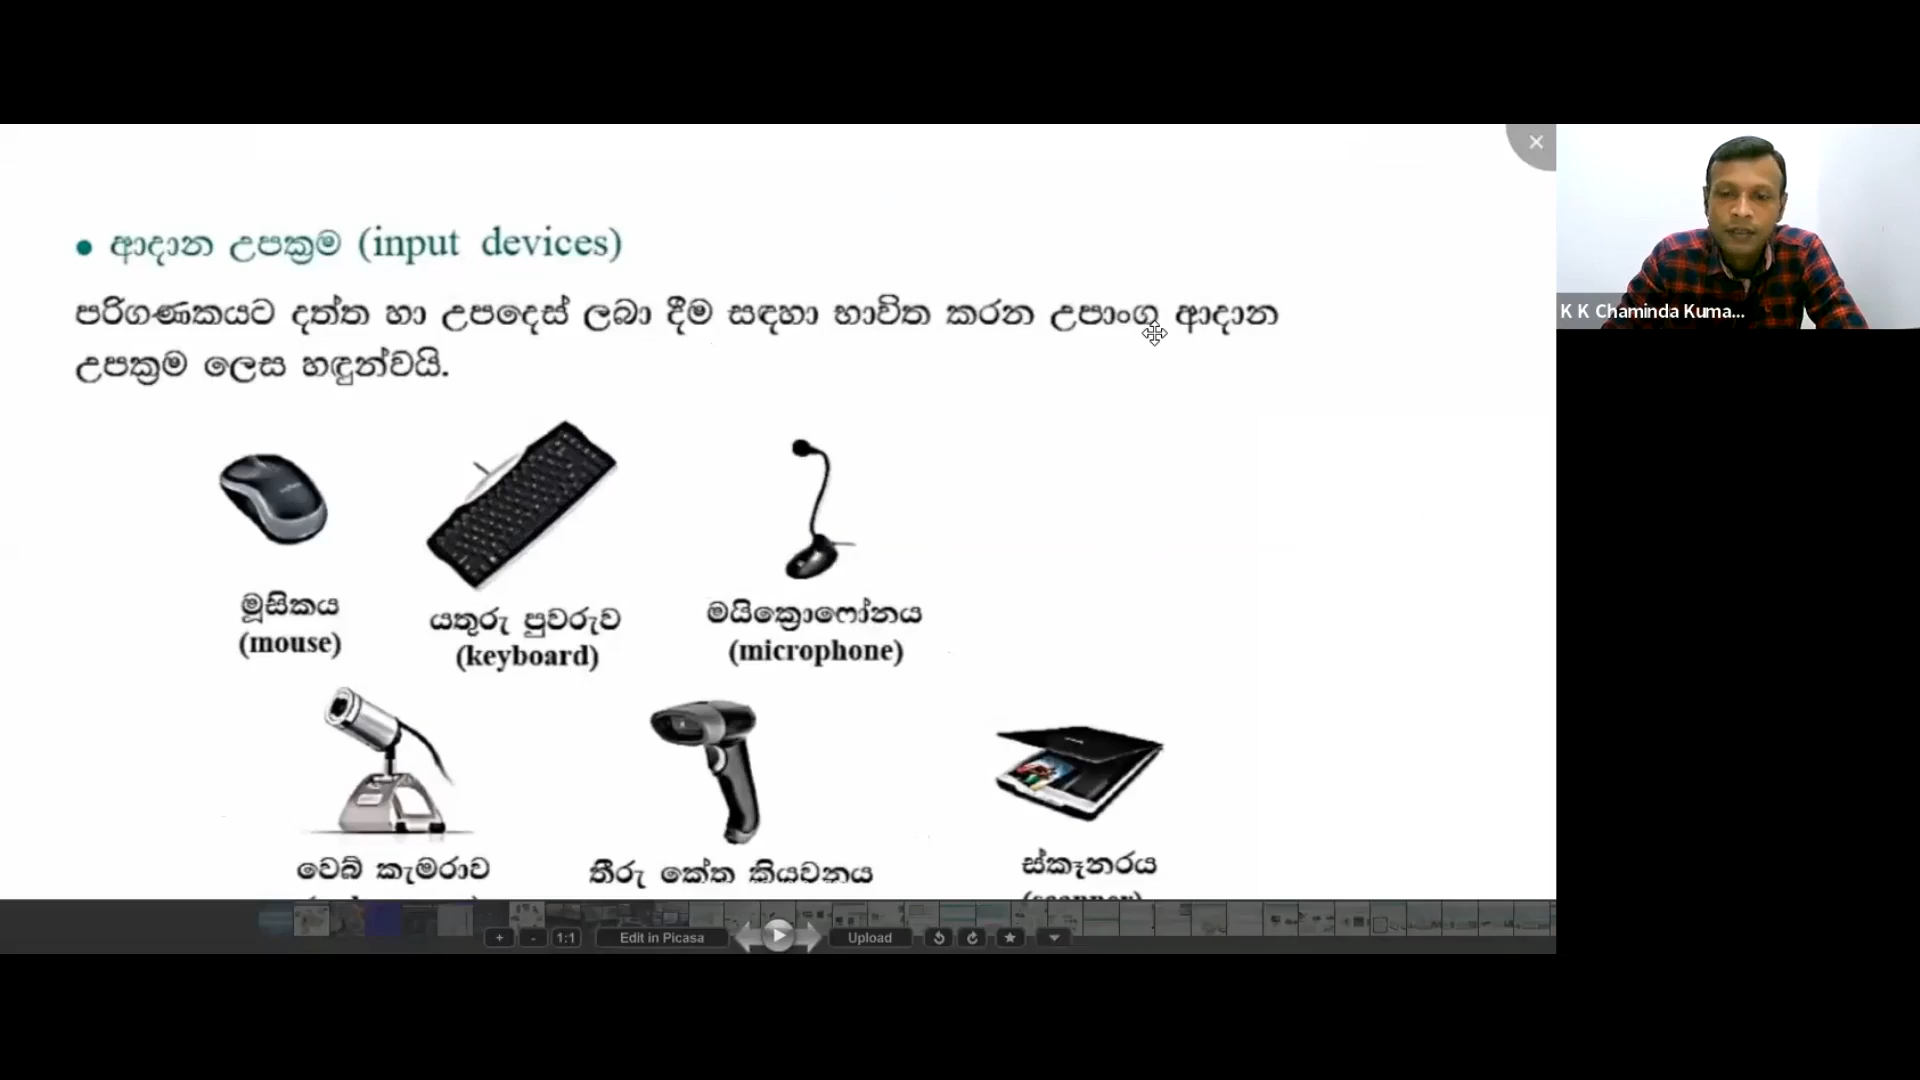 • ආදාන උපක්‍රම (input devices)
පරිගණකයට දත්ත හා උපදෙස් ලබා දීම සඳහා භාවිත කරන උපාංග ආදාන
උපක්‍රම ලෙස හඳුන්වයි.
K K Chaminda Kuma...
මූසිකය
(mouse)
යතුරු පුවරුව
(keyboard)
මයික්‍රොෆෝනය
(microphone)
වෙබ් කැමරාව
තීරු කේත කියවනය
ස්කෑනරය
(scanner)
+ - 1:1 Edit in Picasa Upload